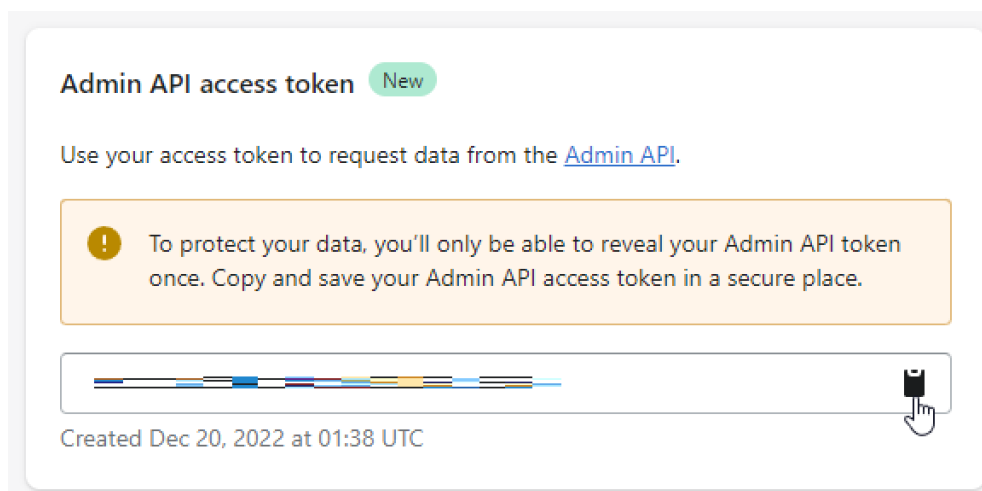 Admin API access token New
Use your access token to request data from the Admin API.
To protect your data, you'll only be able to reveal your Admin API token
once. Copy and save your Admin API access token in a secure place.
Created Dec 20, 2022 at 01:38 UTC